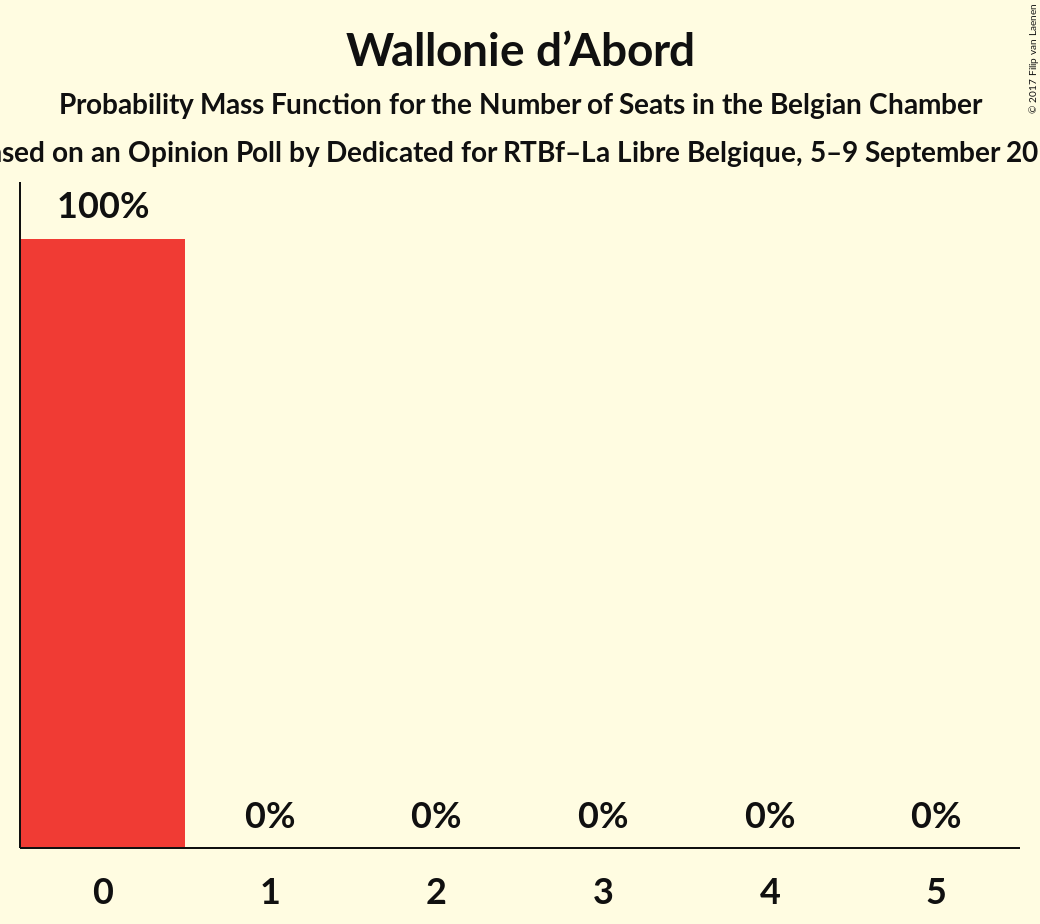 Wallonie d’Abord
Probability Mass Function for the Number of Seats in the Belgian Chamber
on an Opinion Poll by Dedicated for RTBf–La Libre Belgique, 5–9 September
© 2017 Filip van Laenen
100%
0% 0% 0% 0% 0%
0 1 2 3 4 5